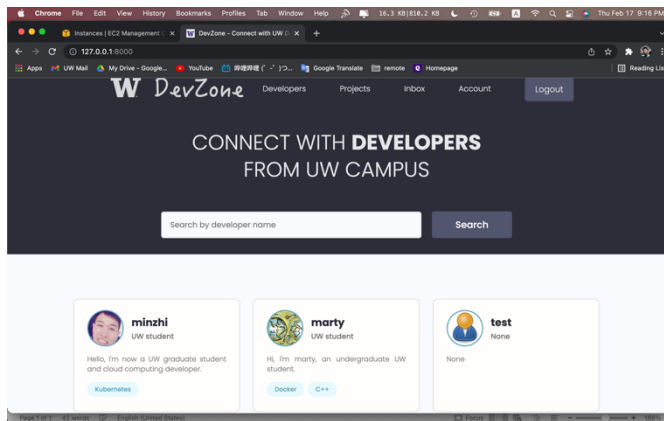 Chrome File Edit View History Bookmarks Profiles Tab Window Help 16.3 KB|810.2 KB Thu Feb 17 9:16 PM
Instances | EC2 Management C DevZone - Connect with UW D
127.0.0.1:8000
Apps UW Mail My Drive - Google... YouTube Google Translate remote Homepage Reading Lis
W DevZone Developers Projects Inbox Account Logout
CONNECT WITH DEVELOPERS
FROM UW CAMPUS
Search by developer name Search
minzhi marty test
UW student UW student None
Hello, I'm now a UW graduate student Hi, I'm marty, an undergraduate UW None
and cloud computing developer. student.
Kubernetes Docker C++
Page 1 of 1 42 words English (United States) Focus 156%